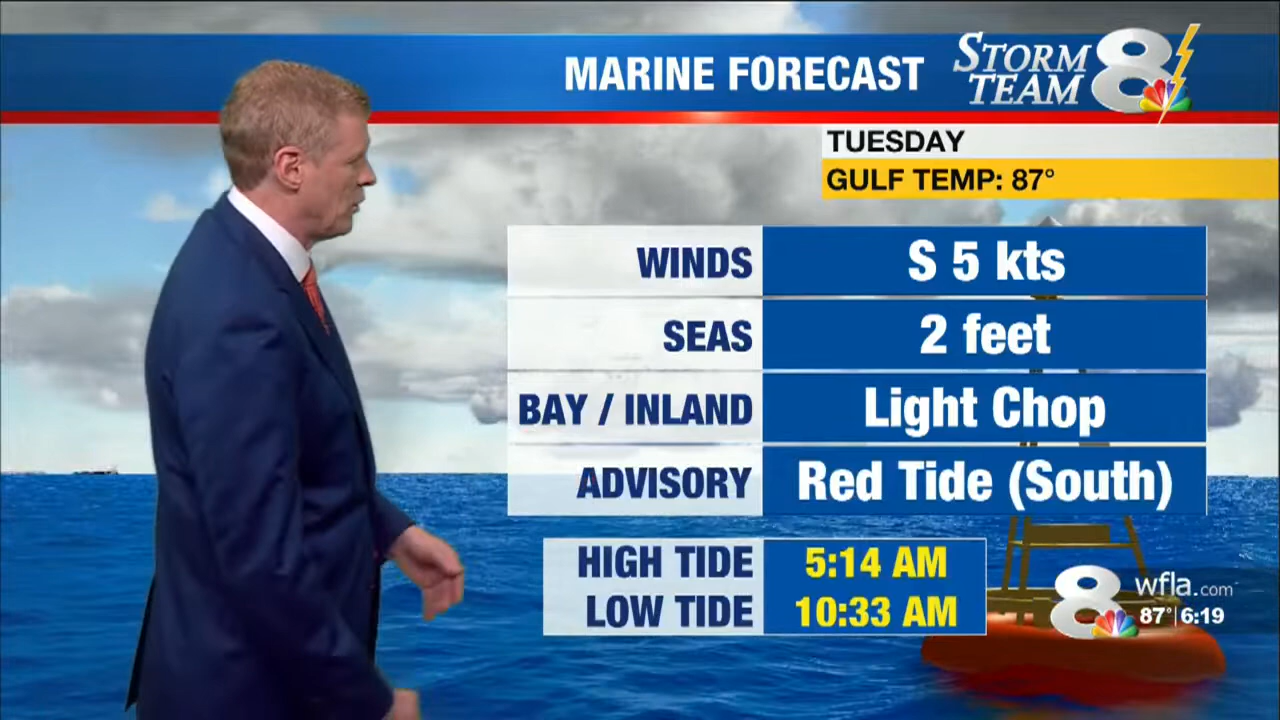 MARINE FORECAST
STORM TEAM 8
TUESDAY
GULF TEMP: 87°
WINDS S 5 kts
SEAS 2 feet
BAY / INLAND Light Chop
ADVISORY Red Tide (South)
HIGH TIDE 5:14 AM
LOW TIDE 10:33 AM
8 wfla.com
87° 6:19